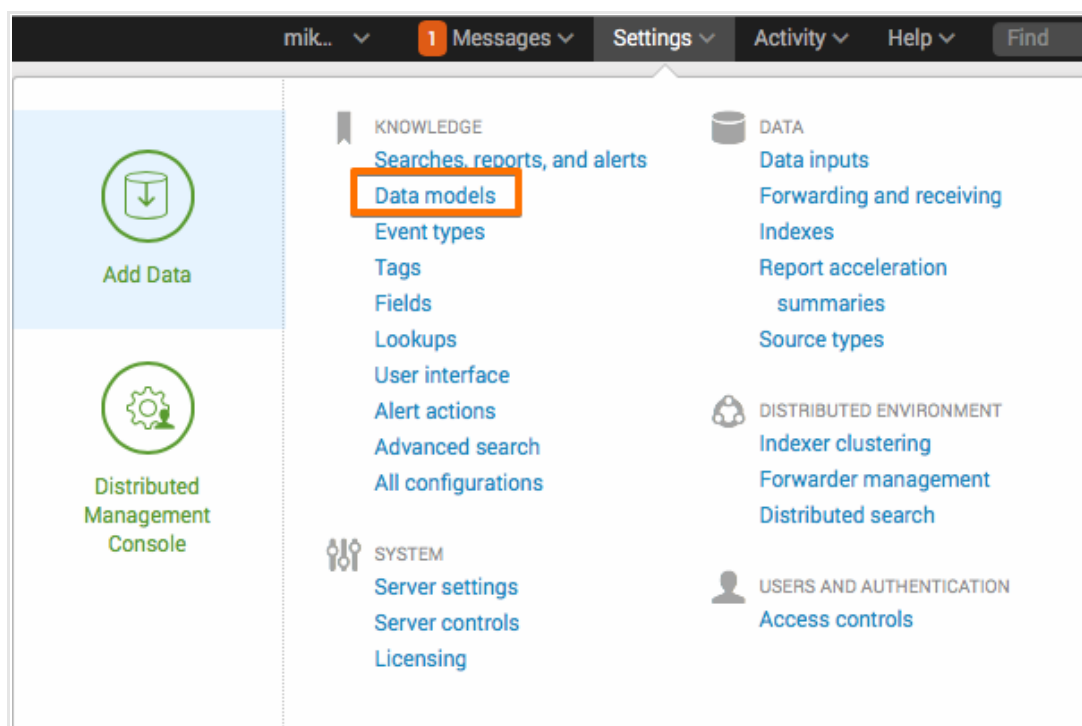 mik... 1 Messages Settings Activity Help Find
Add Data
Distributed
Management
Console
KNOWLEDGE
Searches, reports, and alerts
Data models
Event types
Tags
Fields
Lookups
User interface
Alert actions
Advanced search
All configurations
SYSTEM
Server settings
Server controls
Licensing
DATA
Data inputs
Forwarding and receiving
Indexes
Report acceleration
summaries
Source types
DISTRIBUTED ENVIRONMENT
Indexer clustering
Forwarder management
Distributed search
USERS AND AUTHENTICATION
Access controls